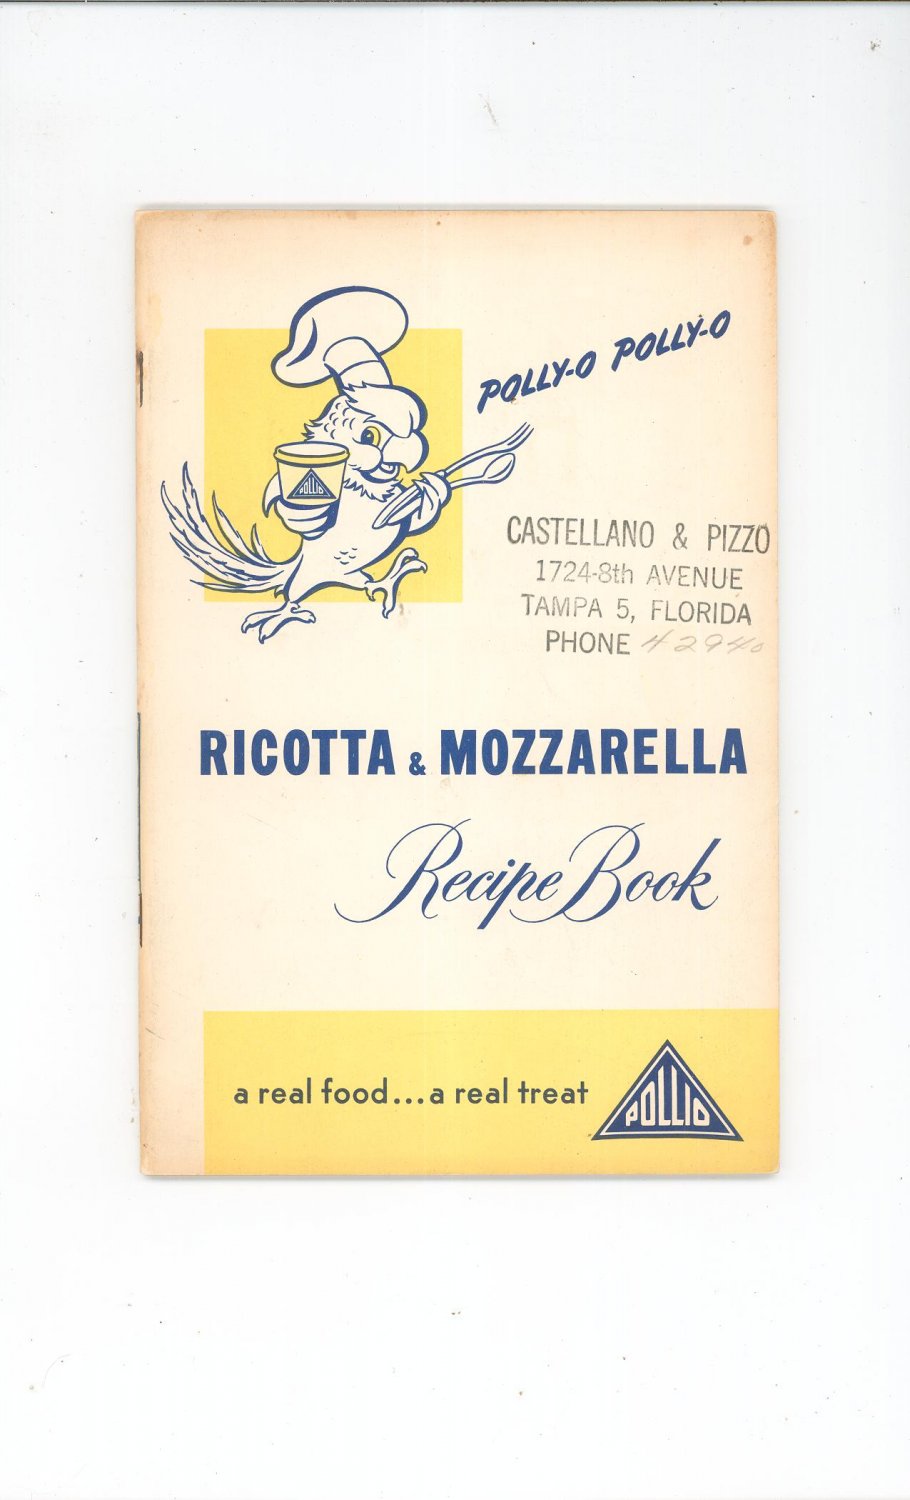 POLLY-O POLLY-O
POLLIO
CASTELLANO & PIZZO
1724-8th AVENUE
TAMPA 5, FLORIDA
PHONE 42940
RICOTTA & MOZZARELLA
Recipe Book
a real food...a real treat
POLLIO